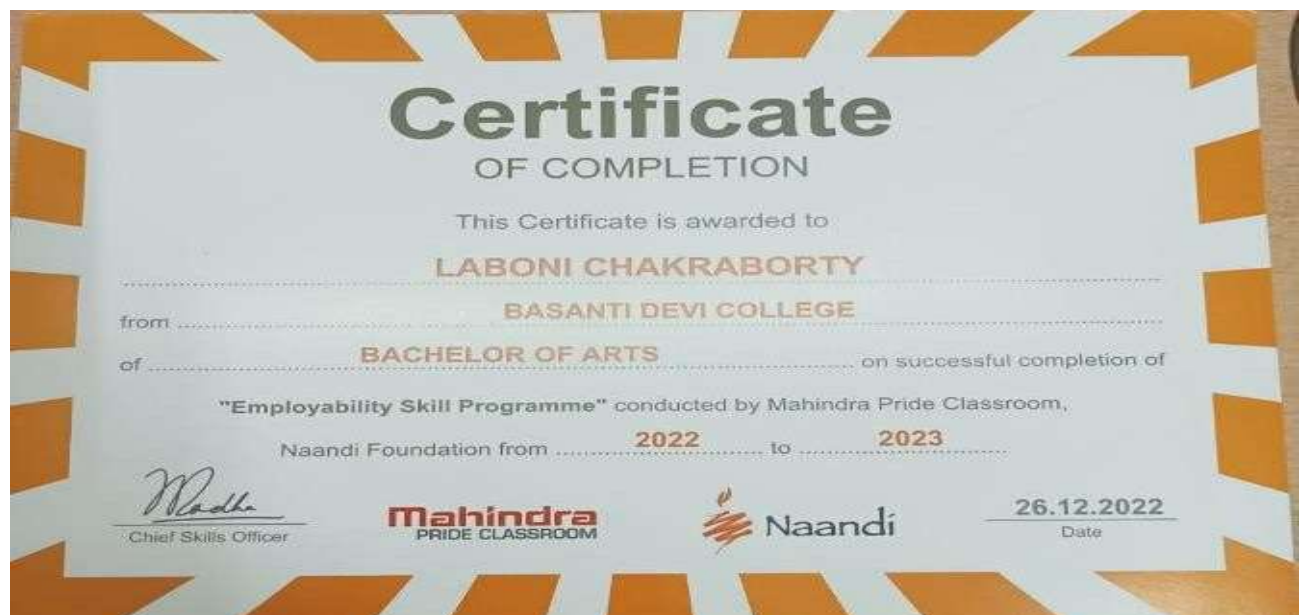 Certificate
OF COMPLETION
This Certificate is awarded to
LABONI CHAKRABORTY
from BASANTI DEVI COLLEGE
of BACHELOR OF ARTS on successful completion of
"Employability Skill Programme" conducted by Mahindra Pride Classroom,
Naandi Foundation from 2022 to 2023
Chief Skills Officer
Mahindra
PRIDE CLASSROOM
Naandi
26.12.2022
Date